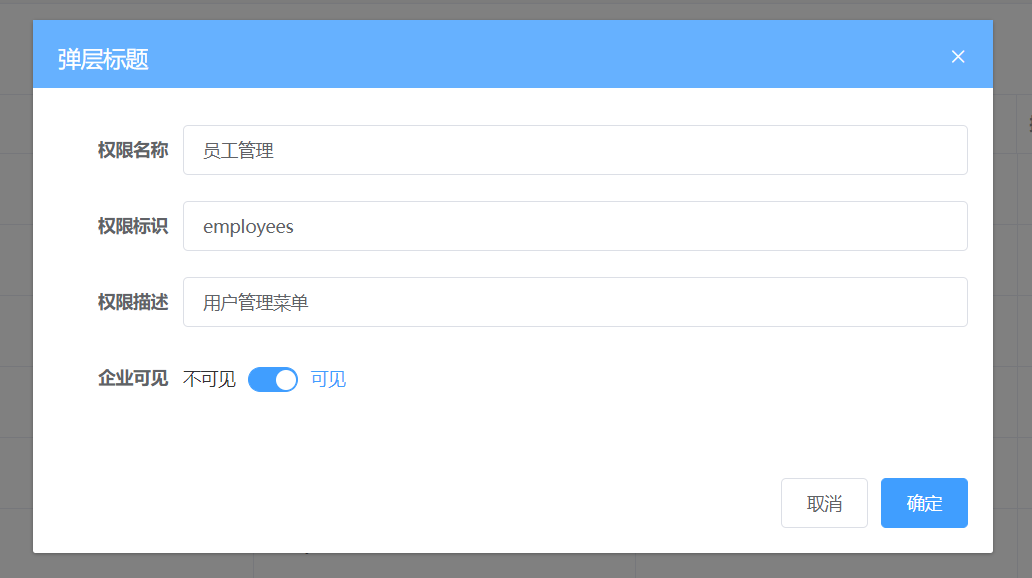 弹层标题
权限名称 员工管理
权限标识 employees
权限描述 用户管理菜单
企业可见 不可见 可见
取消 确定